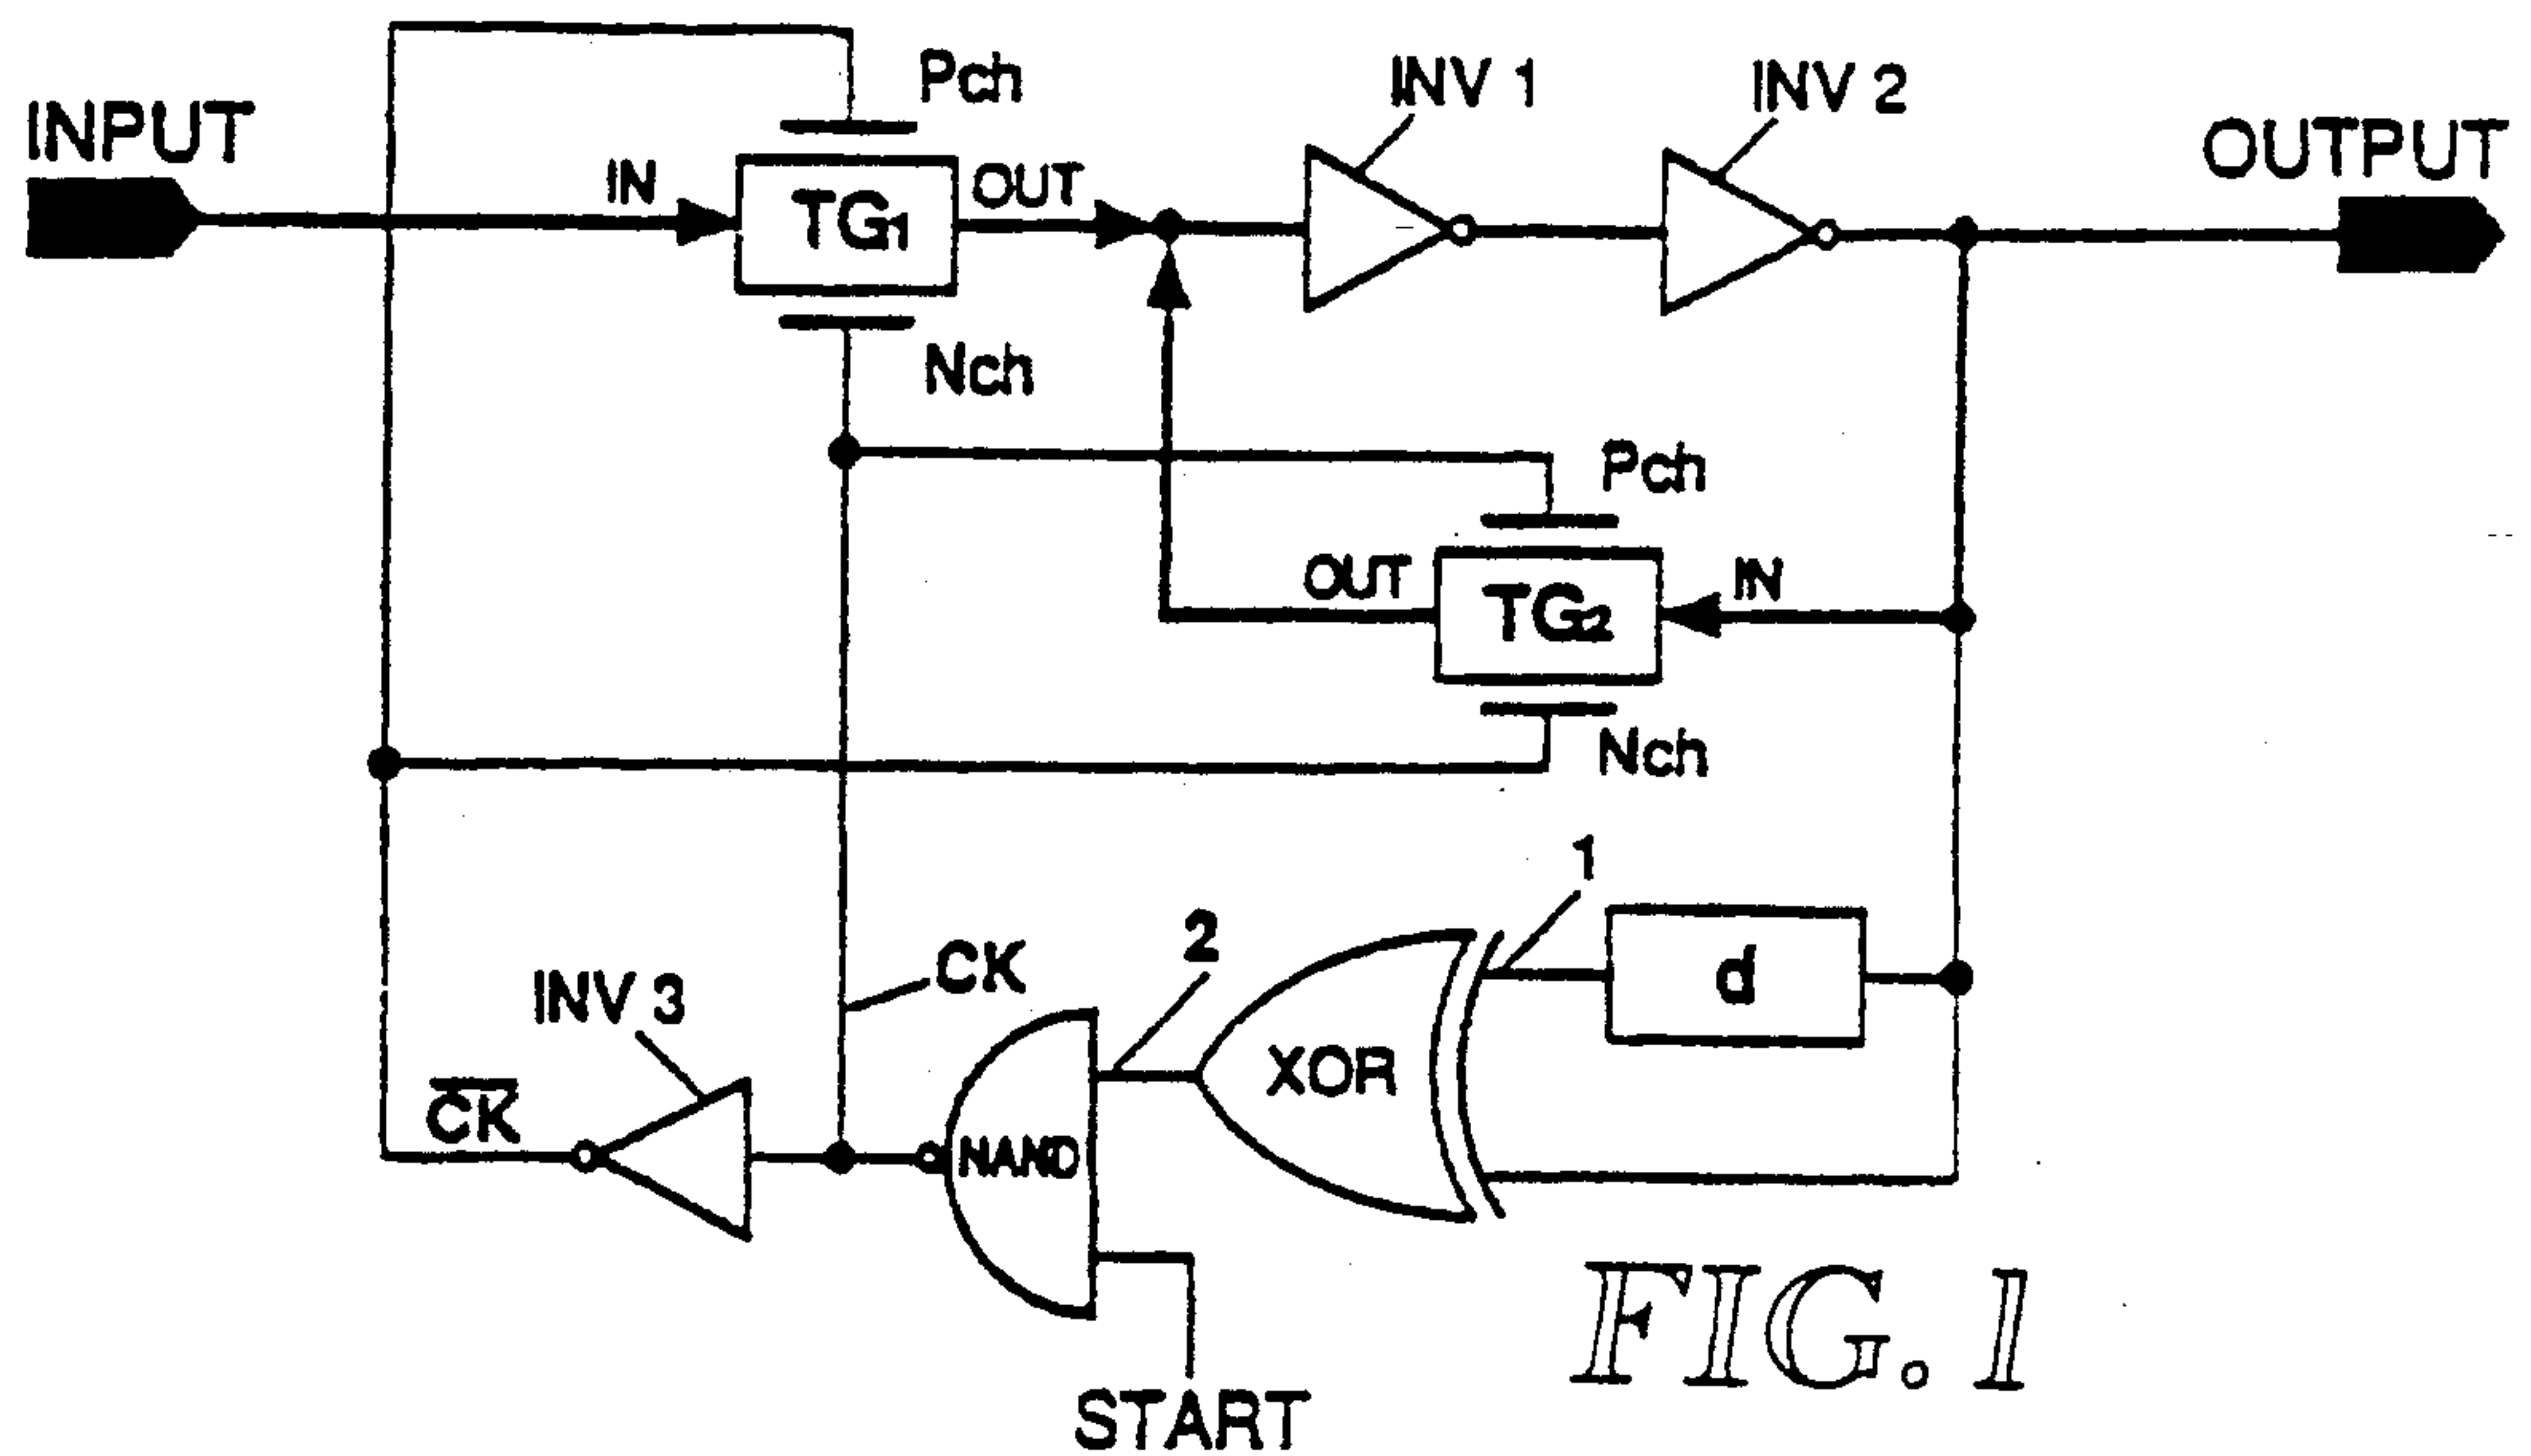 Pch
INV 1
INV 2
INPUT
OUTPUT
IN
TG1
OUT
Nch
Pch
OUT
TG2
IN
Nch
1
2
d
CK
INV 3
XOR
C̅K̅
NAND
FIG. 1
START